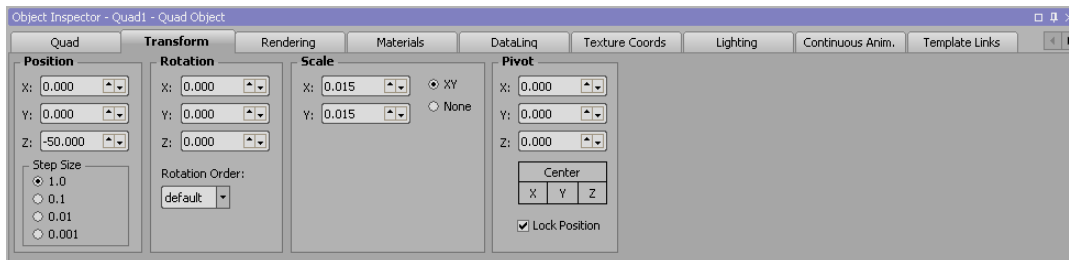 Object Inspector - Quad1 - Quad Object
Quad Transform Rendering Materials DataLinq Texture Coords Lighting Continuous Anim. Template Links
Position Rotation Scale Pivot
X: 0.000 X: 0.000 X: 0.015 XY X: 0.000
Y: 0.000 Y: 0.000 Y: 0.015 None Y: 0.000
Z: -50.000 Z: 0.000 Z: 0.000
Step Size
1.0
0.1
0.01
0.001
Rotation Order:
default
Center
X Y Z
Lock Position